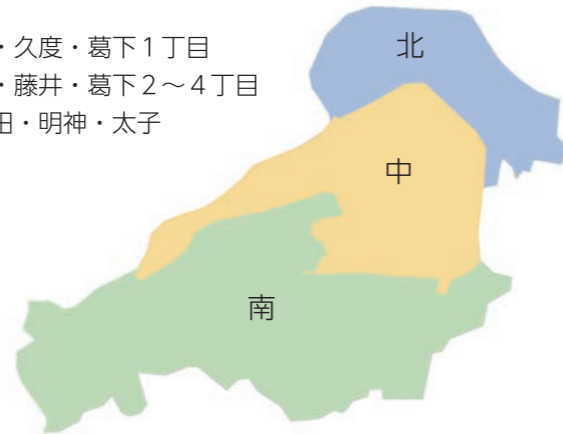 ・久度・葛下1丁目
・藤井・葛下2～4丁目
田・明神・太子
北
中
南